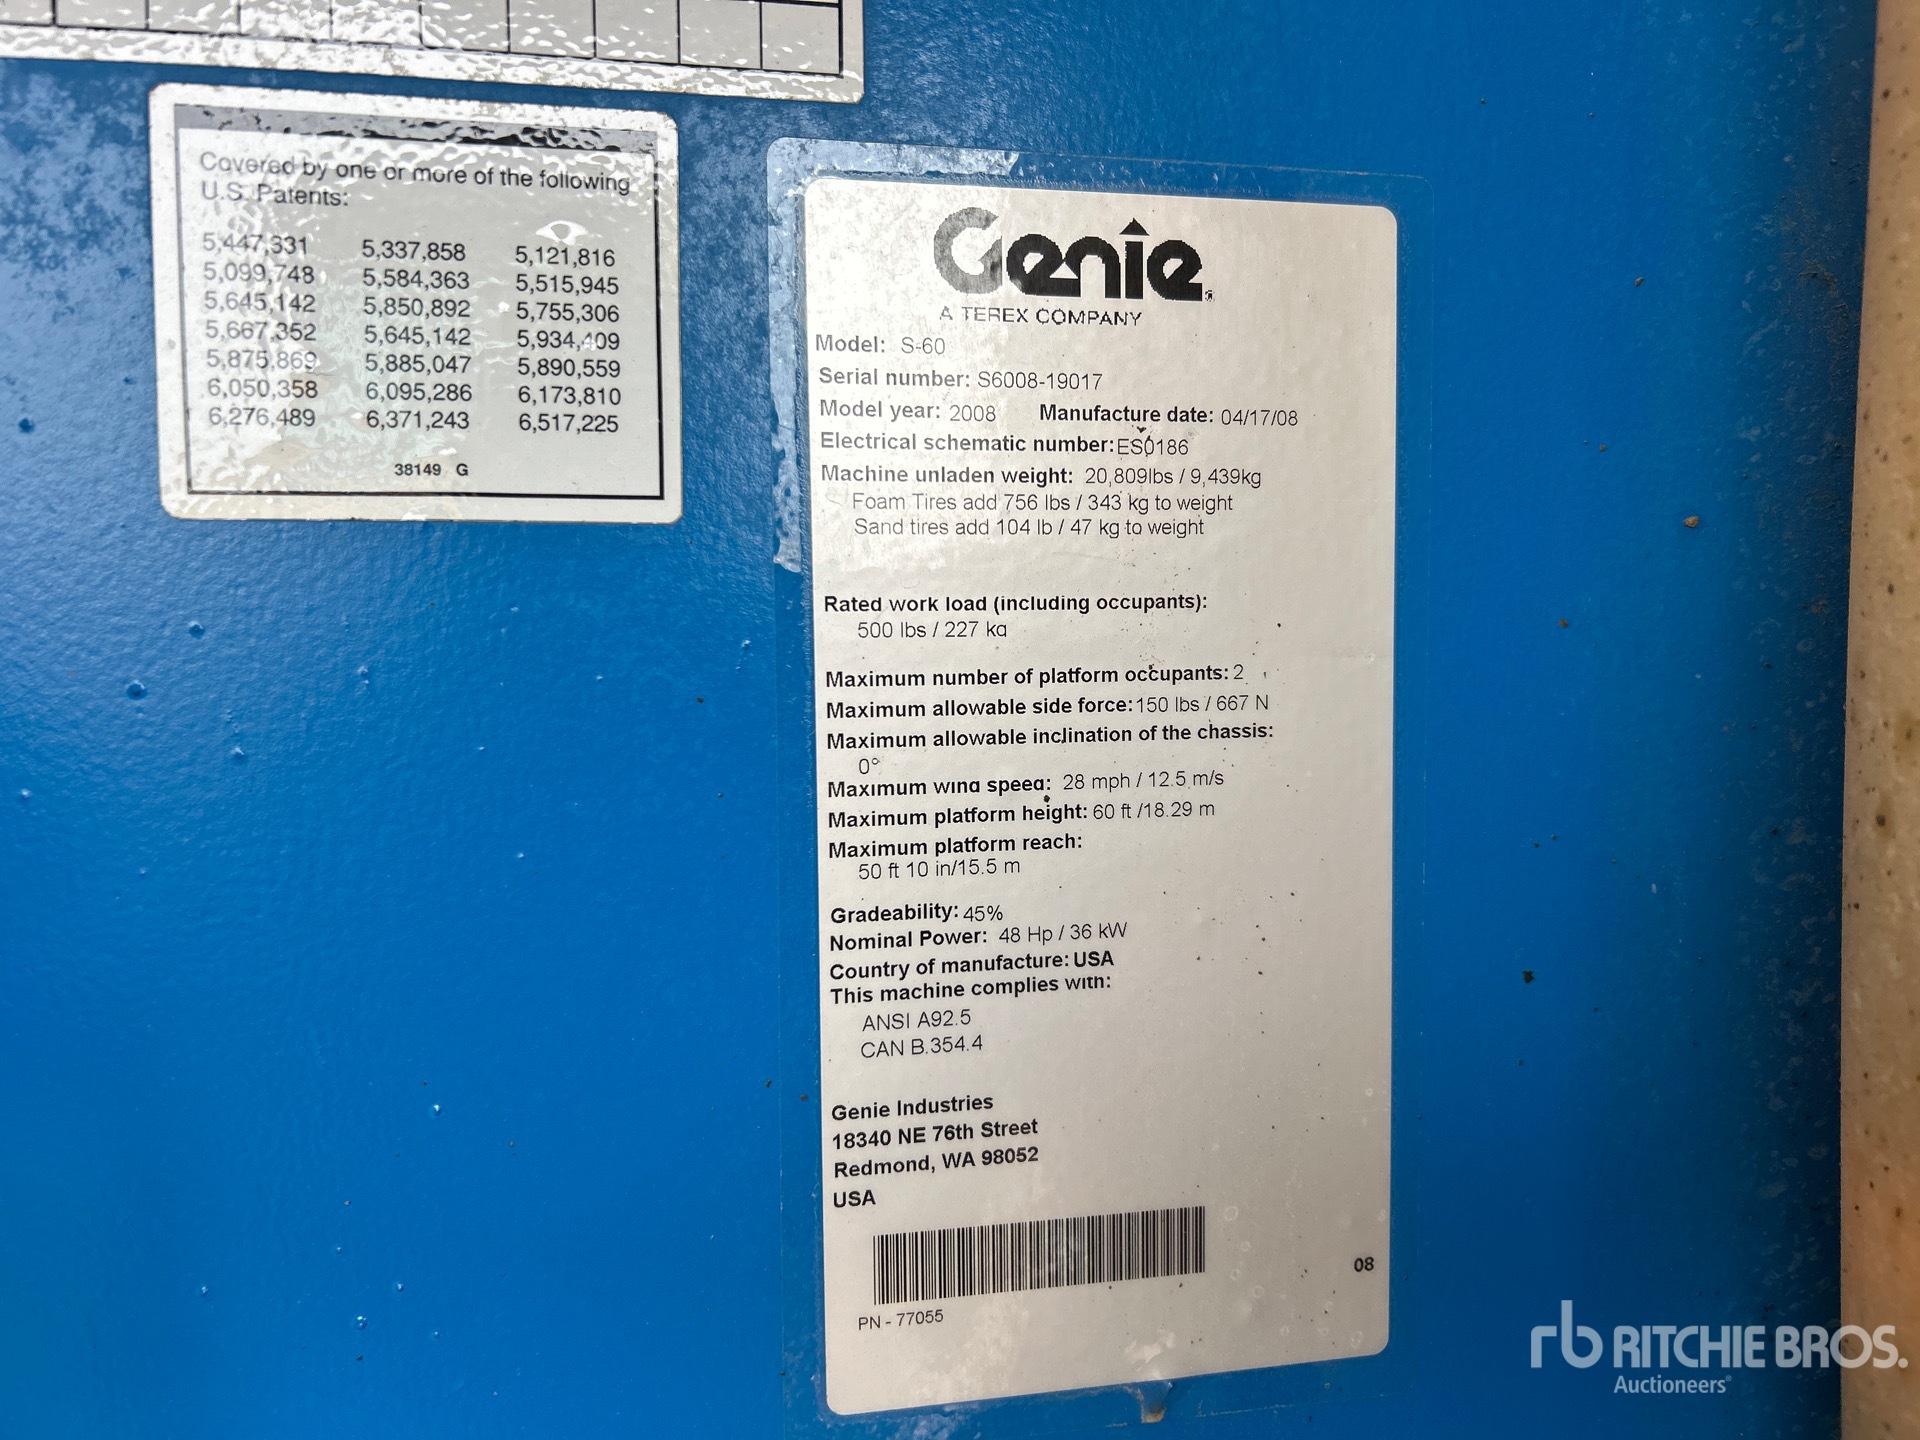 Covered by one or more of the following
U.S. Patents:
5,447,331 5,337,858 5,121,816
5,099,748 5,584,363 5,515,945
5,645,142 5,850,892 5,755,306
5,667,352 5,645,142 5,934,409
5,875,869 5,885,047 5,890,559
6,050,358 6,095,286 6,173,810
6,276,489 6,371,243 6,517,225
38149 G
Genie
A TEREX COMPANY
Model: S-60
Serial number: S6008-19017
Model year: 2008 Manufacture date: 04/17/08
Electrical schematic number: ES0186
Machine unladen weight: 20,809lbs / 9,439kg
Foam Tires add 756 lbs / 343 kg to weight
Sand tires add 104 lb / 47 kg to weight
Rated work load (including occupants):
500 lbs / 227 kg
Maximum number of platform occupants: 2
Maximum allowable side force: 150 lbs / 667 N
Maximum allowable inclination of the chassis:
0°
Maximum wind speed: 28 mph / 12.5 m/s
Maximum platform height: 60 ft /18.29 m
Maximum platform reach:
50 ft 10 in/15.5 m
Gradeability: 45%
Nominal Power: 48 Hp / 36 kW
Country of manufacture: USA
This machine complies with:
ANSI A92.5
CAN B.354.4
Genie Industries
18340 NE 76th Street
Redmond, WA 98052
USA
PN - 77055
08
rb RITCHIE BROS.
Auctioneers®